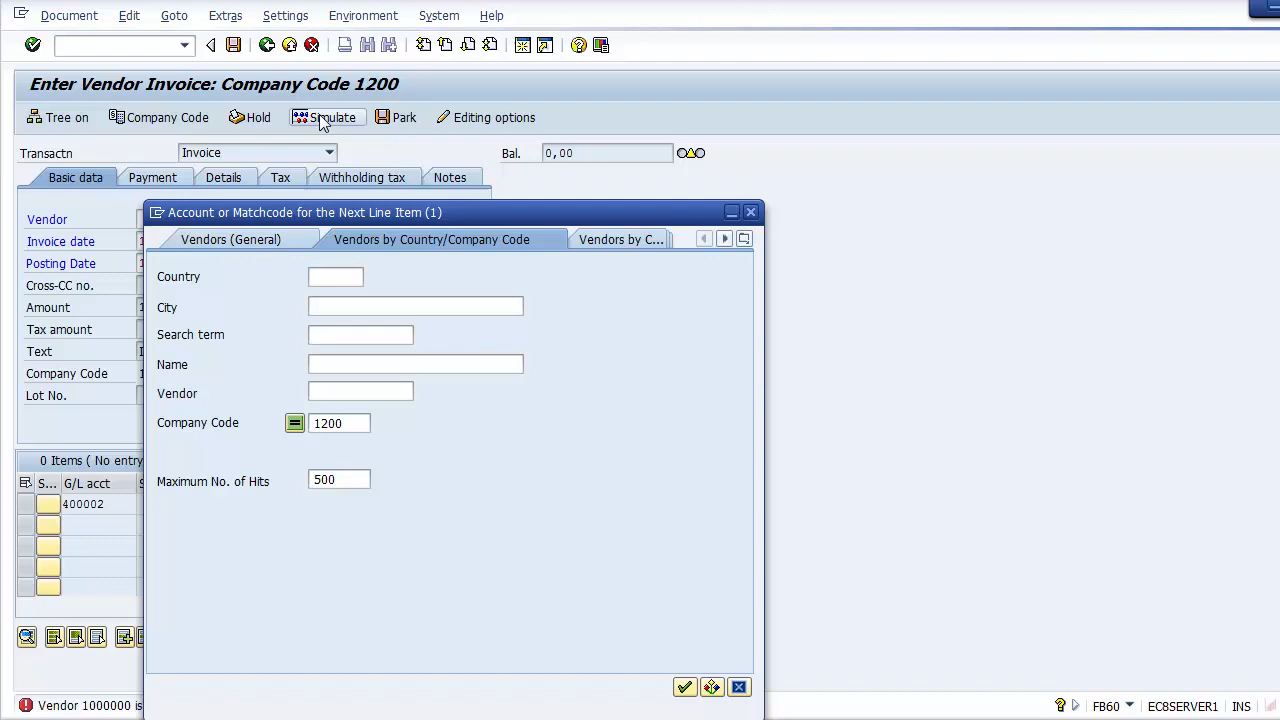 Document Edit Goto Extras Settings Environment System Help
Enter Vendor Invoice: Company Code 1200
Tree on Company Code Hold Simulate Park Editing options
Transactn Invoice Bal. 0,00
Basic data Payment Details Tax Withholding tax Notes
Vendor
Invoice date
Posting Date
Cross-CC no.
Amount
Tax amount
Text
Company Code
Lot No.
0 Items ( No entry
S... G/L acct
400002
Account or Matchcode for the Next Line Item (1)
Vendors (General) Vendors by Country/Company Code Vendors by C...
Country
City
Search term
Name
Vendor
Company Code 1200
Maximum No. of Hits 500
Vendor 1000000 is
FB60 EC8SERVER1 INS